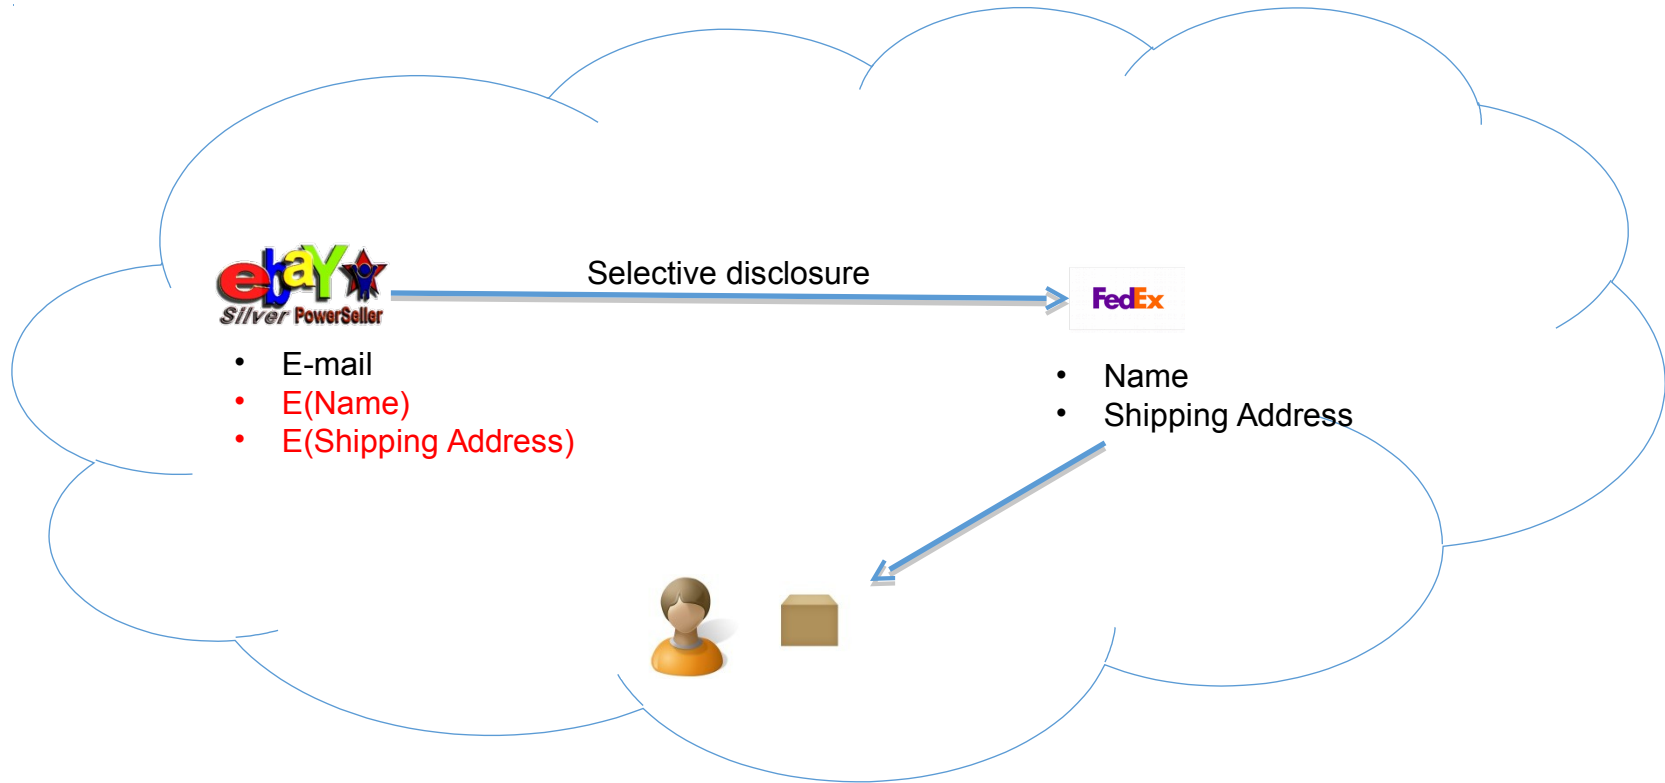 Selective disclosure
ebay
Silver PowerSeller
FedEx
• E-mail
• E(Name)
• E(Shipping Address)
• Name
• Shipping Address